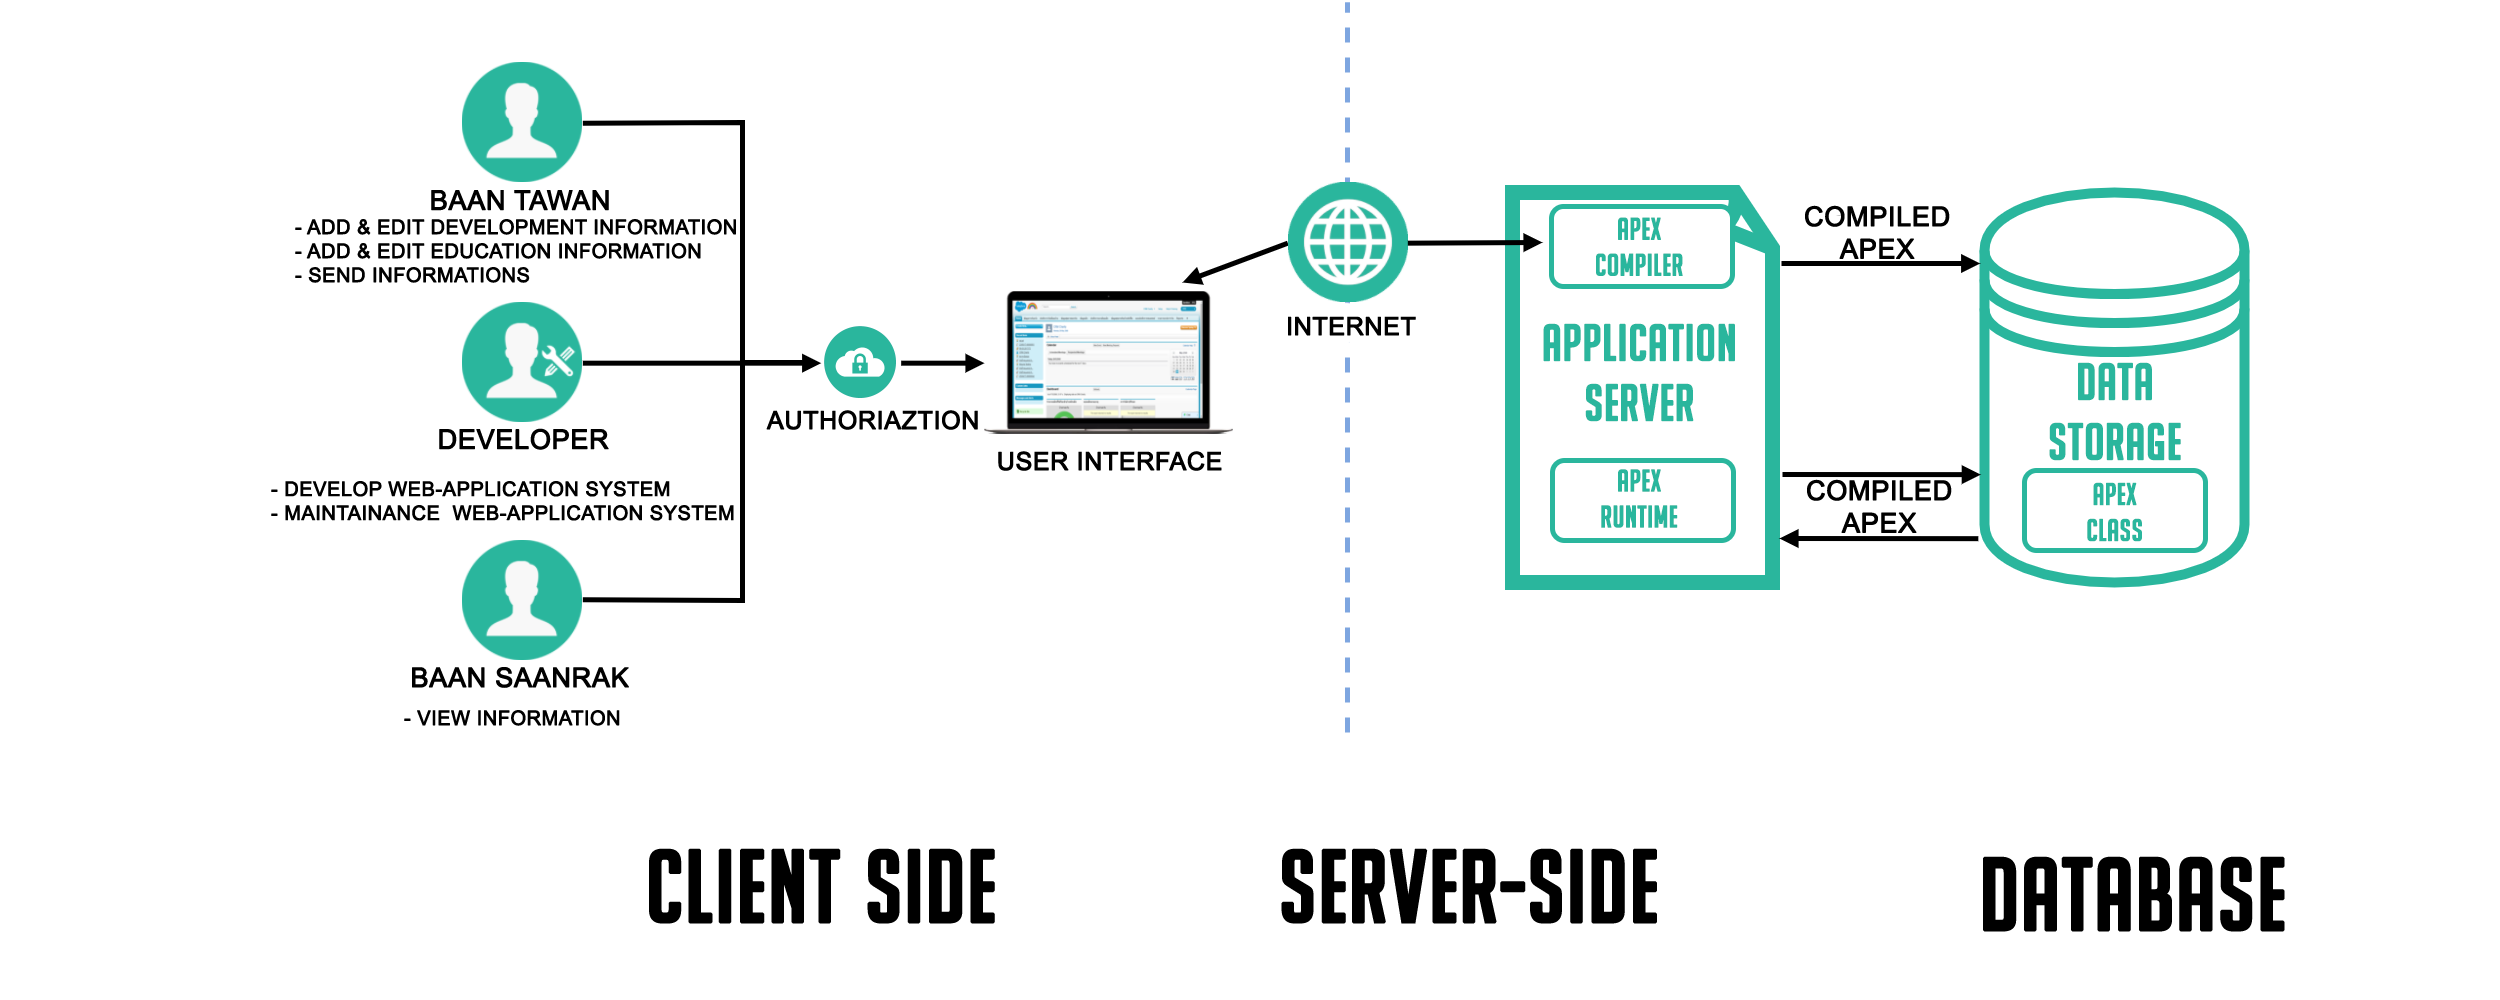 BAAN TAWAN
- ADD & EDIT DEVELOPMENT INFORMATION
- ADD & EDIT EDUCATION INFORMATION
- SEND INFORMATIONS
DEVELOPER
- DEVELOP WEB-APPLICATION SYSTEM
- MAINTAINANCE WEB-APPLICATION SYSTEM
BAAN SAANRAK
- VIEW INFORMATION
AUTHORIAZTION
USER INTERFACE
INTERNET
APEX
COMPILER
APPLICATION
SERVER
APEX
RUNTIME
COMPILED
APEX
COMPILED
APEX
DATA
STORAGE
APEX
CLASS
CLIENT SIDE
SERVER-SIDE
DATABASE